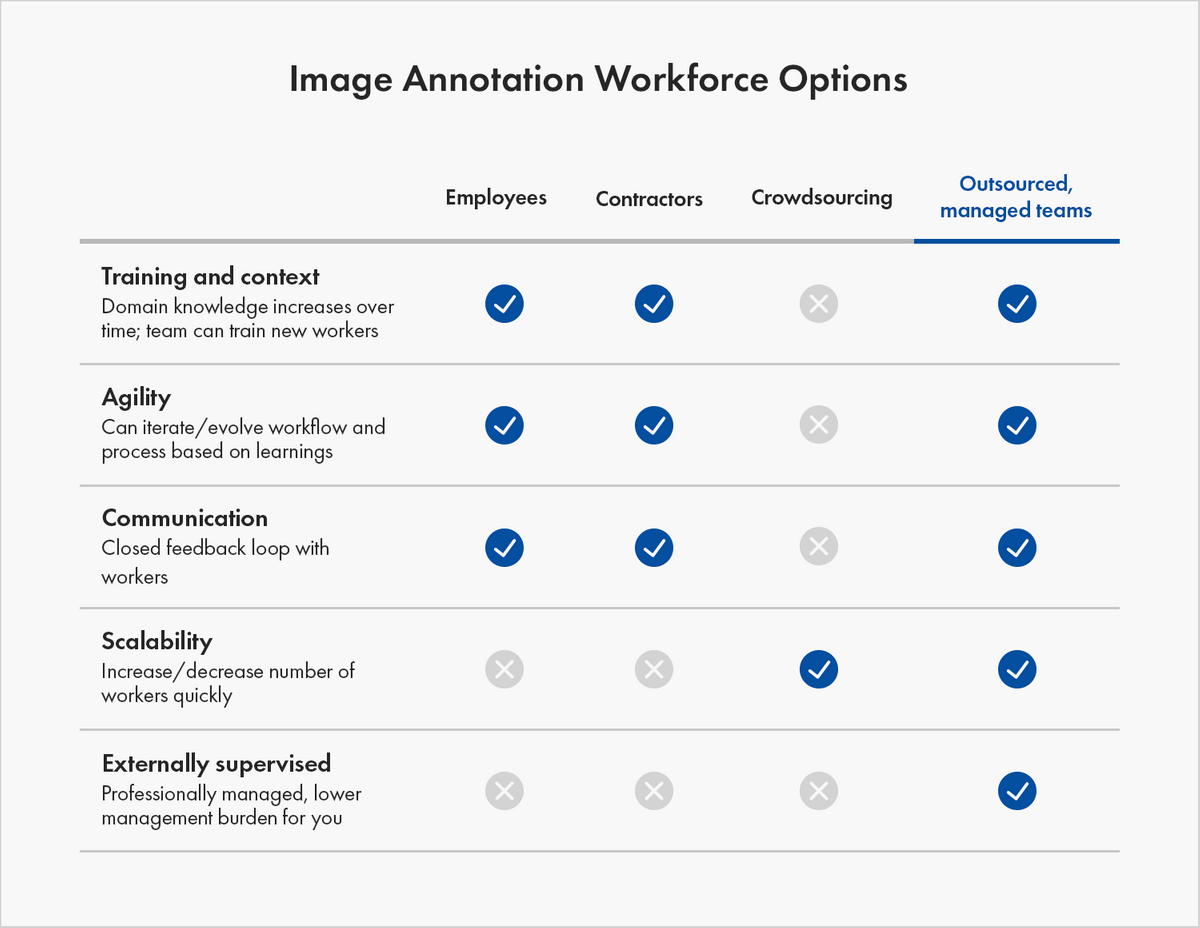 Image Annotation Workforce Options
Employees
Contractors
Crowdsourcing
Outsourced,
managed teams
Training and context
Domain knowledge increases over
time; team can train new workers
Agility
Can iterate/evolve workflow and
process based on learnings
Communication
Closed feedback loop with
workers
Scalability
Increase/decrease number of
workers quickly
Externally supervised
Professionally managed, lower
management burden for you